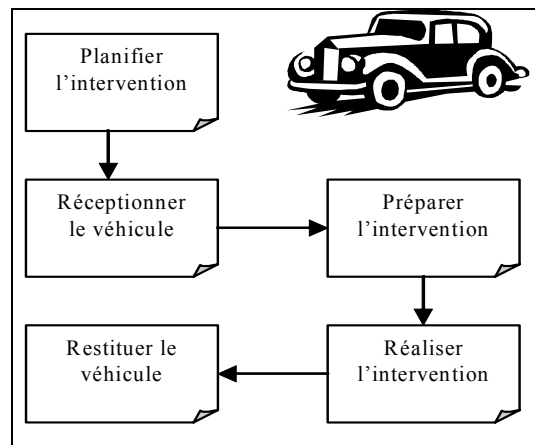 Planifier
l'intervention
Réceptionner
le véhicule
Préparer
l'intervention
Réaliser
l'intervention
Restituer le
véhicule